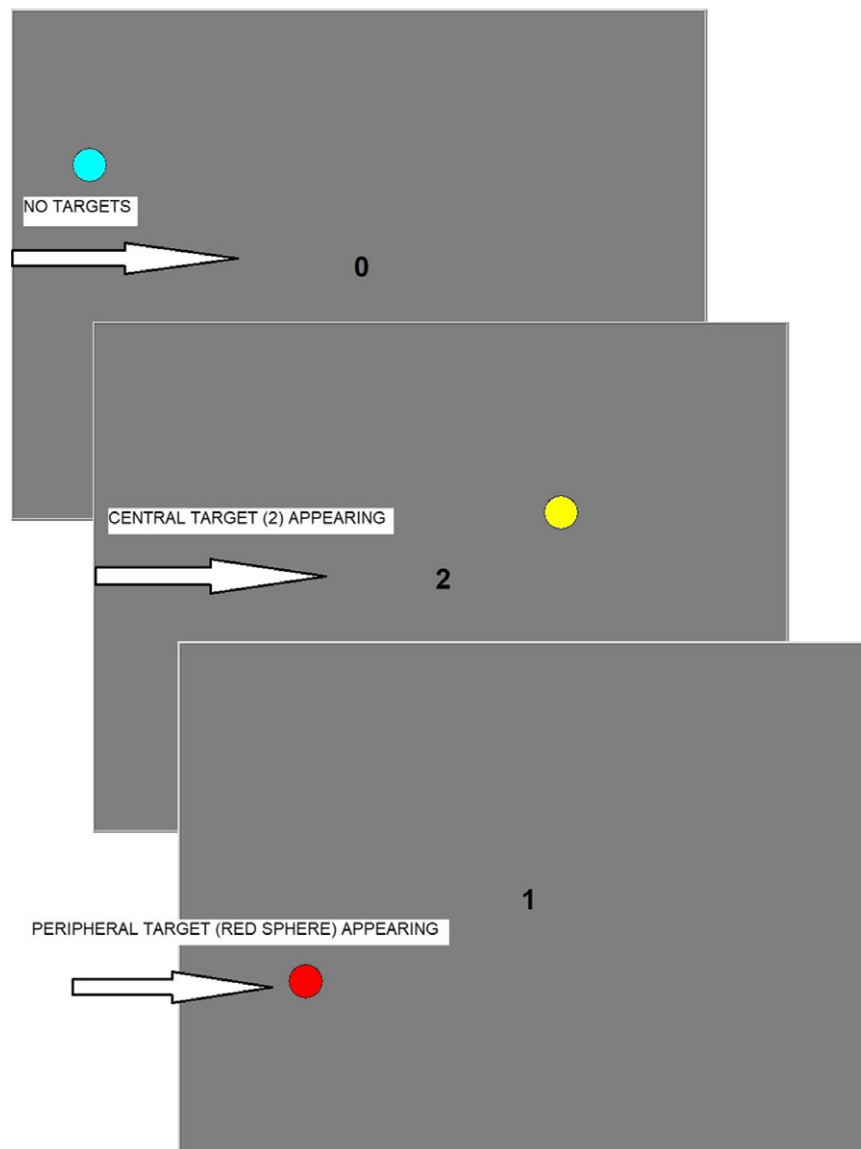 NO TARGETS
0
CENTRAL TARGET (2) APPEARING
2
1
PERIPHERAL TARGET (RED SPHERE) APPEARING